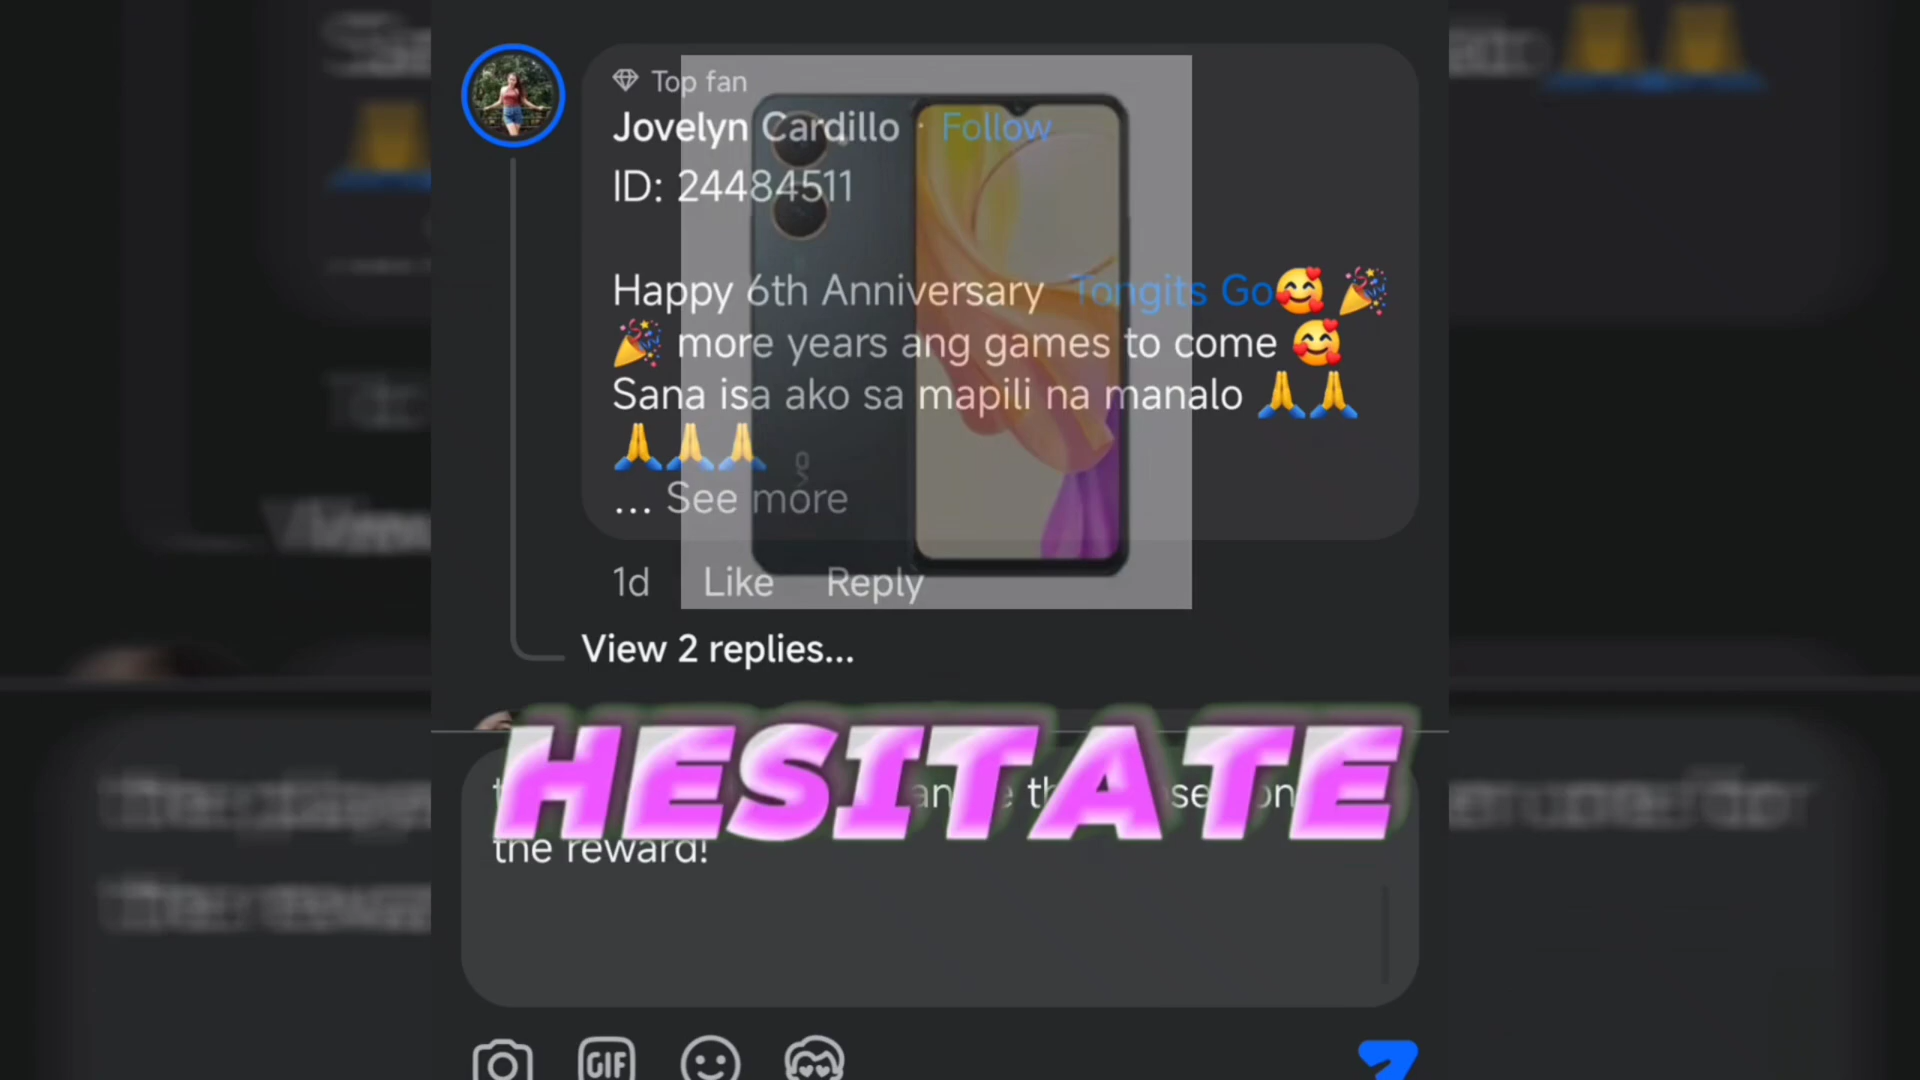 Top fan
Jovelyn Cardillo · Follow
ID: 24484511
Happy 6th Anniversary Tongits Go🥰 🎉
🎉 more years ang games to come 🥰
Sana isa ako sa mapili na manalo 🙏🙏
🙏🙏🙏
... See more
1d Like Reply
View 2 replies...
HESITATE
the reward!
GIF